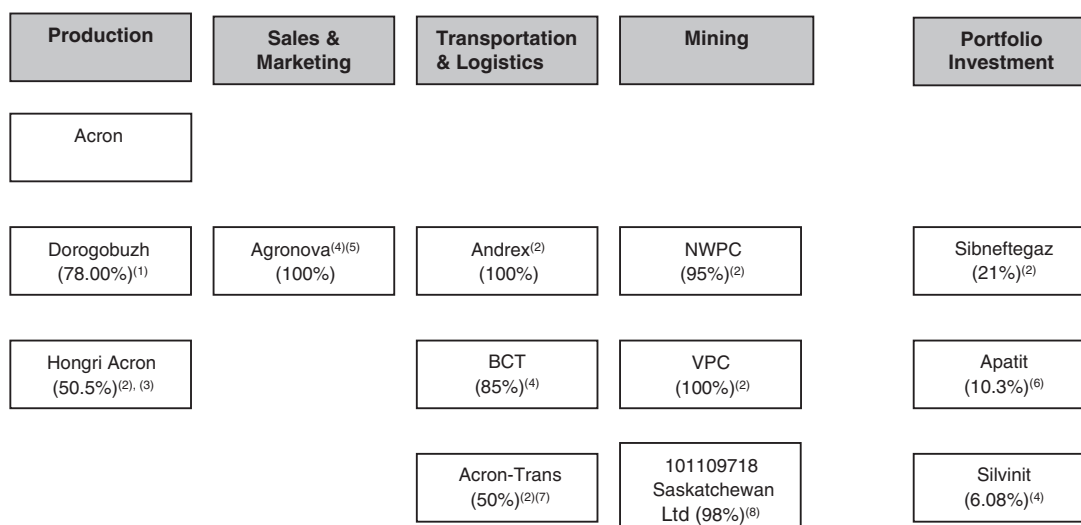 Production
Sales &
Marketing
Transportation
& Logistics
Mining
Portfolio
Investment
Acron
Dorogobuzh
(78.00%)(1)
Agronova(4)(5)
(100%)
Andrex(2)
(100%)
NWPC
(95%)(2)
Sibneftegaz
(21%)(2)
Hongri Acron
(50.5%)(2), (3)
BCT
(85%)(4)
VPC
(100%)(2)
Apatit
(10.3%)(6)
Acron-Trans
(50%)(2)(7)
101109718
Saskatchewan
Ltd (98%)(8)
Silvinit
(6.08%)(4)